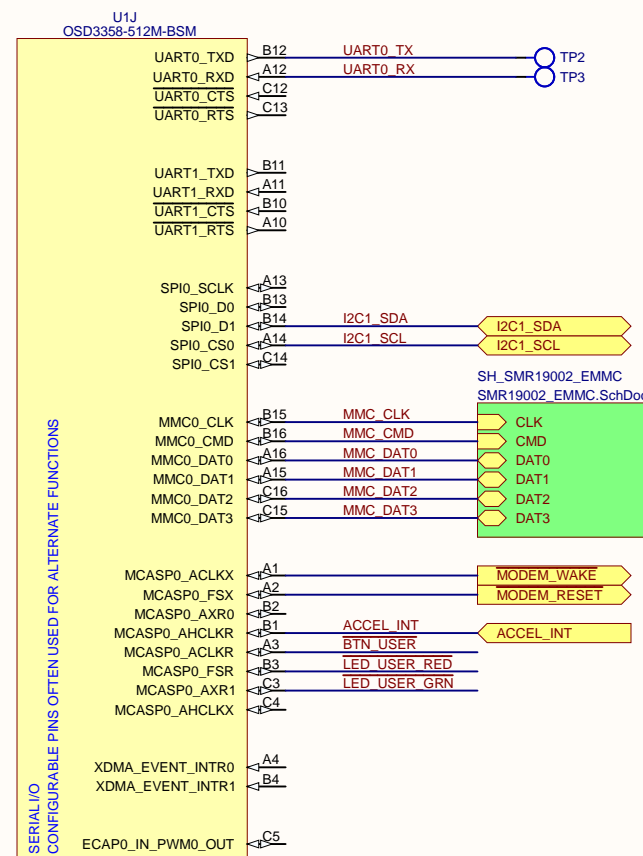 U1J
OSD3358-512M-BSM
UART0_TXD B12 UART0_TX TP2
UART0_RXD A12 UART0_RX TP3
UART0_CTS C12
UART0_RTS C13
UART1_TXD B11
UART1_RXD A11
UART1_CTS B10
UART1_RTS A10
SPI0_SCLK A13
SPI0_D0 B13
SPI0_D1 B14 I2C1_SDA I2C1_SDA
SPI0_CS0 A14 I2C1_SCL I2C1_SCL
SPI0_CS1 C14
SH_SMR19002_EMMC
SMR19002_EMMC.SchDoc
MMC0_CLK B15 MMC_CLK CLK
MMC0_CMD B16 MMC_CMD CMD
MMC0_DAT0 A16 MMC_DAT0 DAT0
MMC0_DAT1 A15 MMC_DAT1 DAT1
MMC0_DAT2 C16 MMC_DAT2 DAT2
MMC0_DAT3 C15 MMC_DAT3 DAT3
MCASP0_ACLKX A1 MODEM_WAKE
MCASP0_FSX A2 MODEM_RESET
MCASP0_AXR0 B2
MCASP0_AHCLKR B1 ACCEL_INT ACCEL_INT
MCASP0_ACLKR A3 BTN_USER
MCASP0_FSR B3 LED_USER_RED
MCASP0_AXR1 C3 LED_USER_GRN
MCASP0_AHCLKX C4
XDMA_EVENT_INTR0 A4
XDMA_EVENT_INTR1 B4
ECAP0_IN_PWM0_OUT C5
SERIAL I/O
CONFIGURABLE PINS OFTEN USED FOR ALTERNATE FUNCTIONS